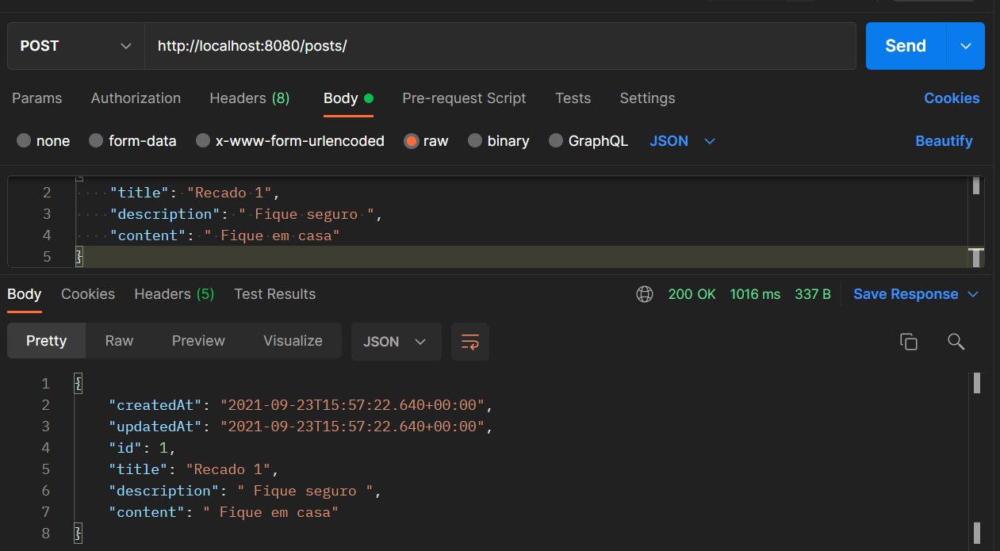 POST http://localhost:8080/posts/ Send
Params Authorization Headers (8) Body Pre-request Script Tests Settings Cookies
none form-data x-www-form-urlencoded raw binary GraphQL JSON Beautify
2 "title": "Recado 1",
3 "description": " Fique seguro ",
4 "content": " Fique em casa"
5 }
Body Cookies Headers (5) Test Results 200 OK 1016 ms 337 B Save Response
Pretty Raw Preview Visualize JSON
1 {
2 "createdAt": "2021-09-23T15:57:22.640+00:00",
3 "updatedAt": "2021-09-23T15:57:22.640+00:00",
4 "id": 1,
5 "title": "Recado 1",
6 "description": " Fique seguro ",
7 "content": " Fique em casa"
8 }